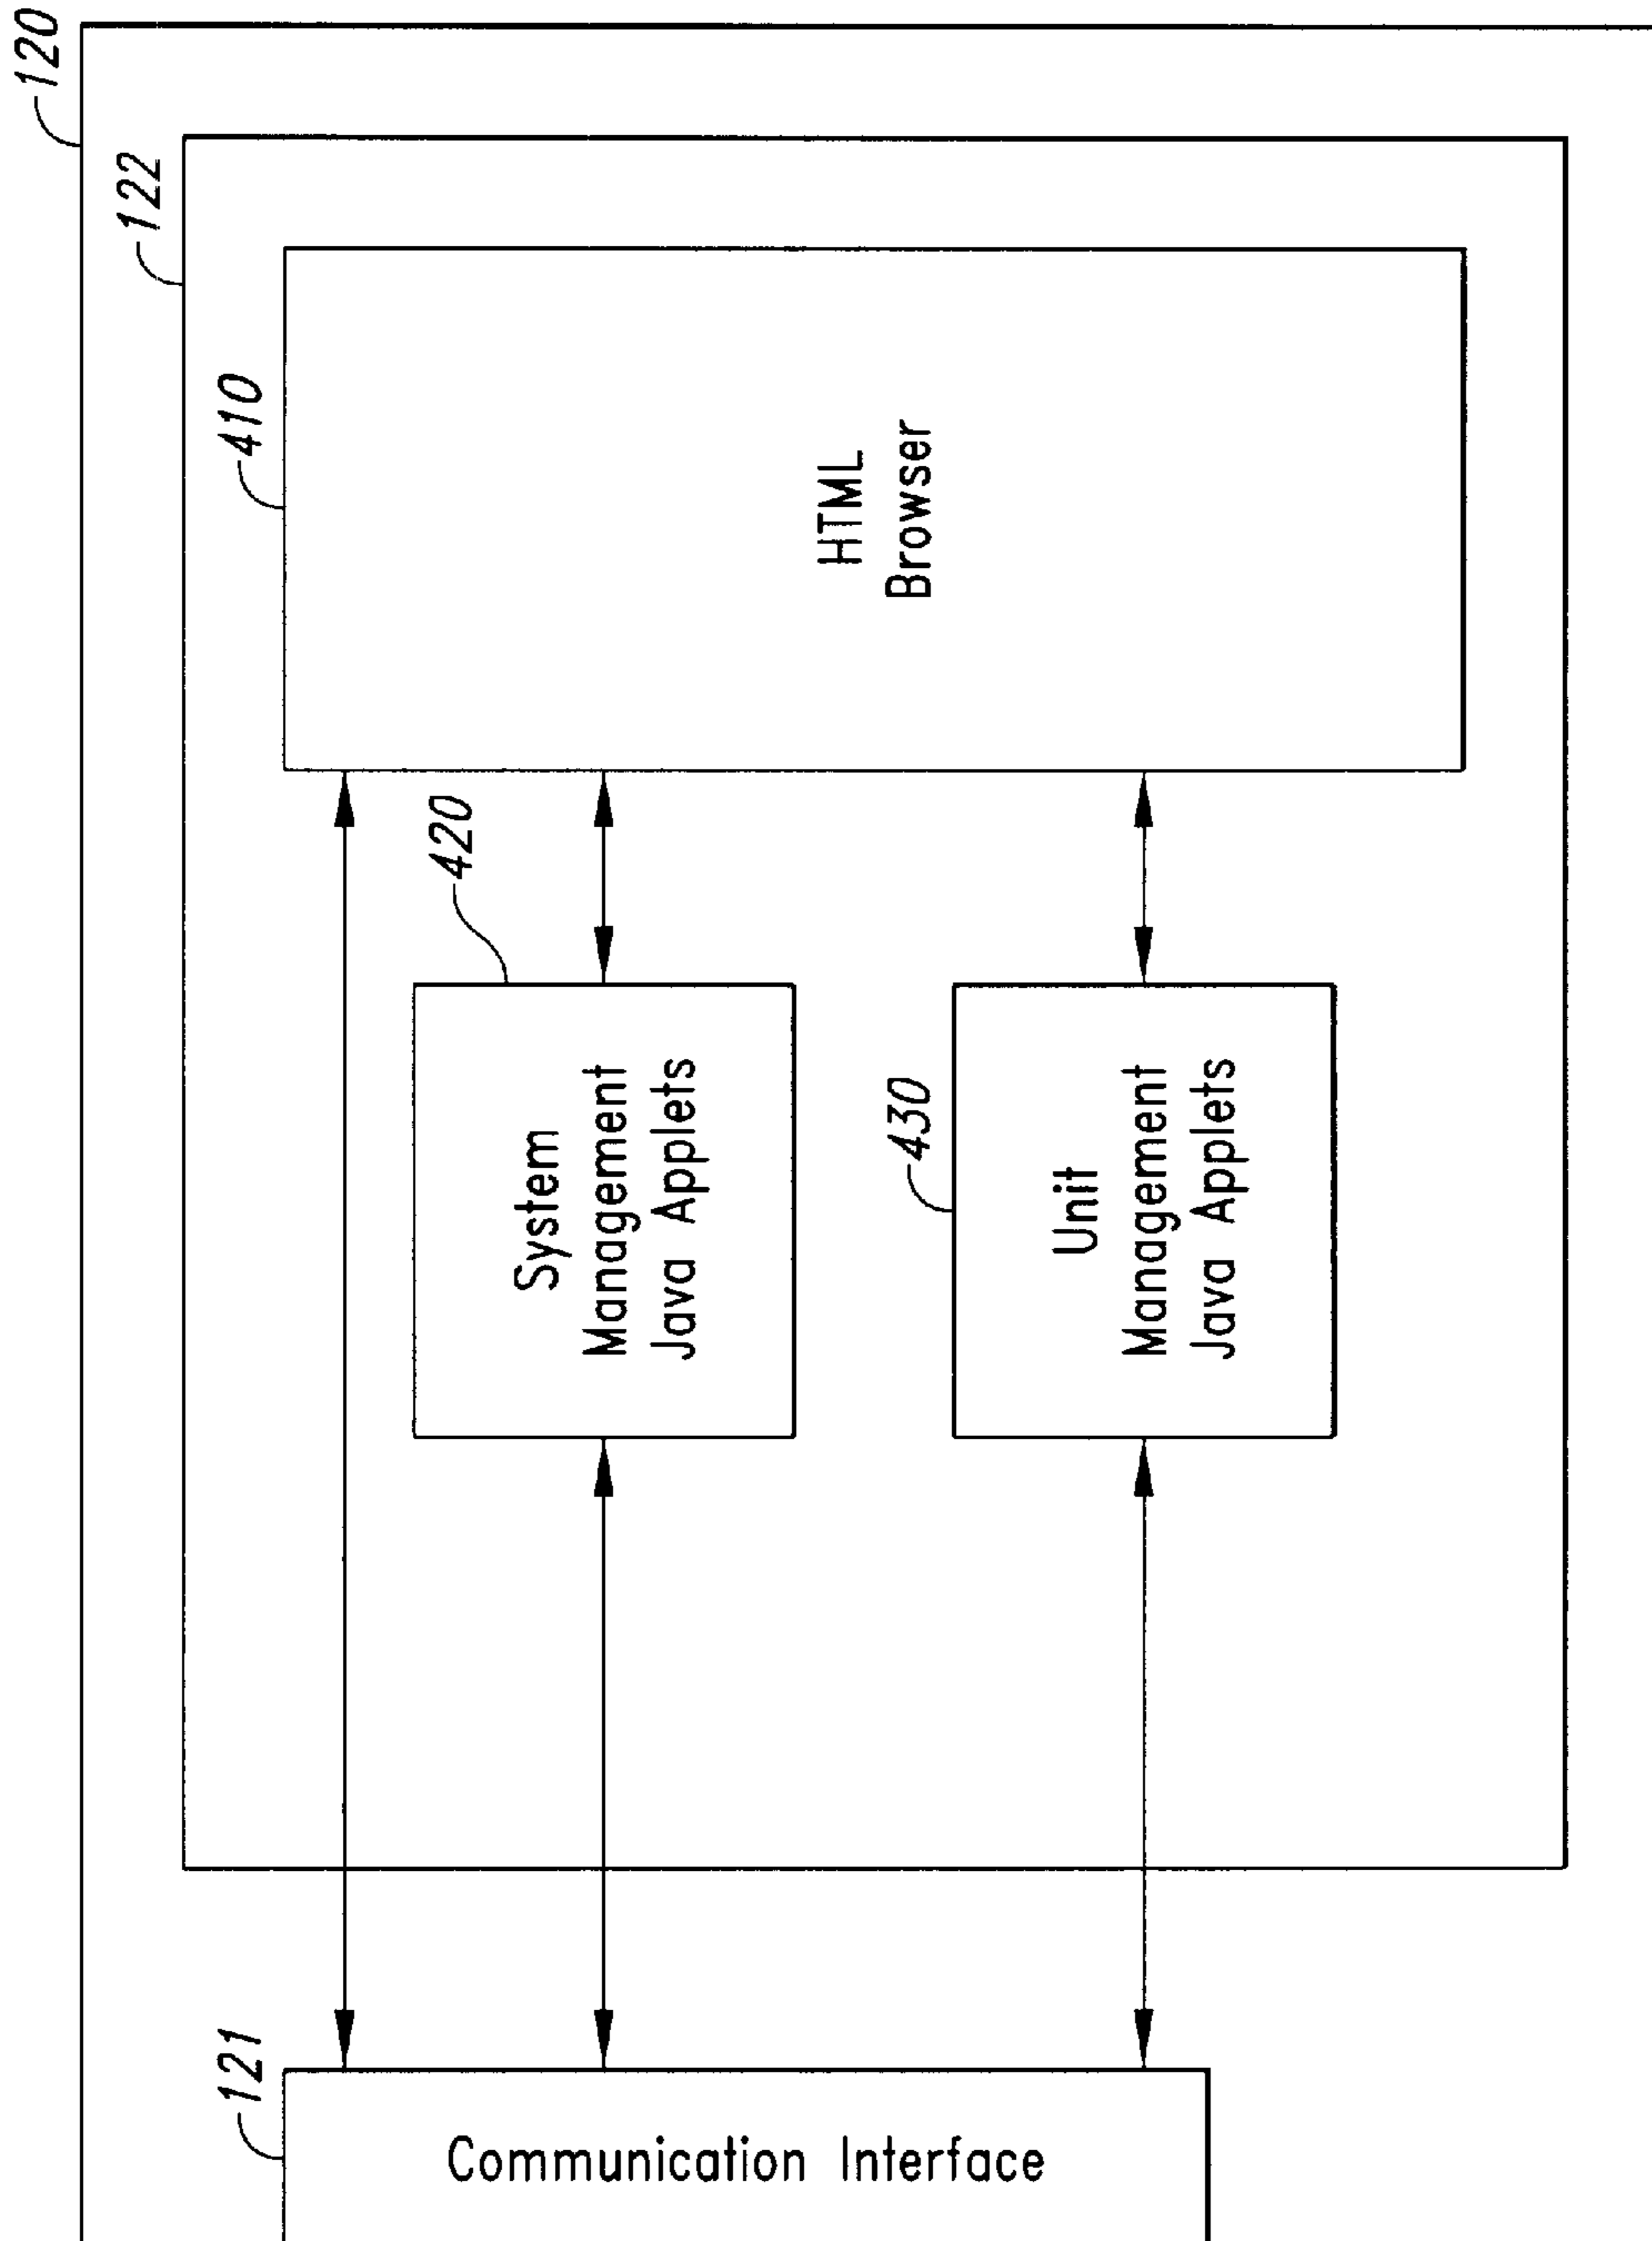 120
122
410
HTML
Browser
420
System
Management
Java Applets
430
Unit
Management
Java Applets
121
Communication Interface